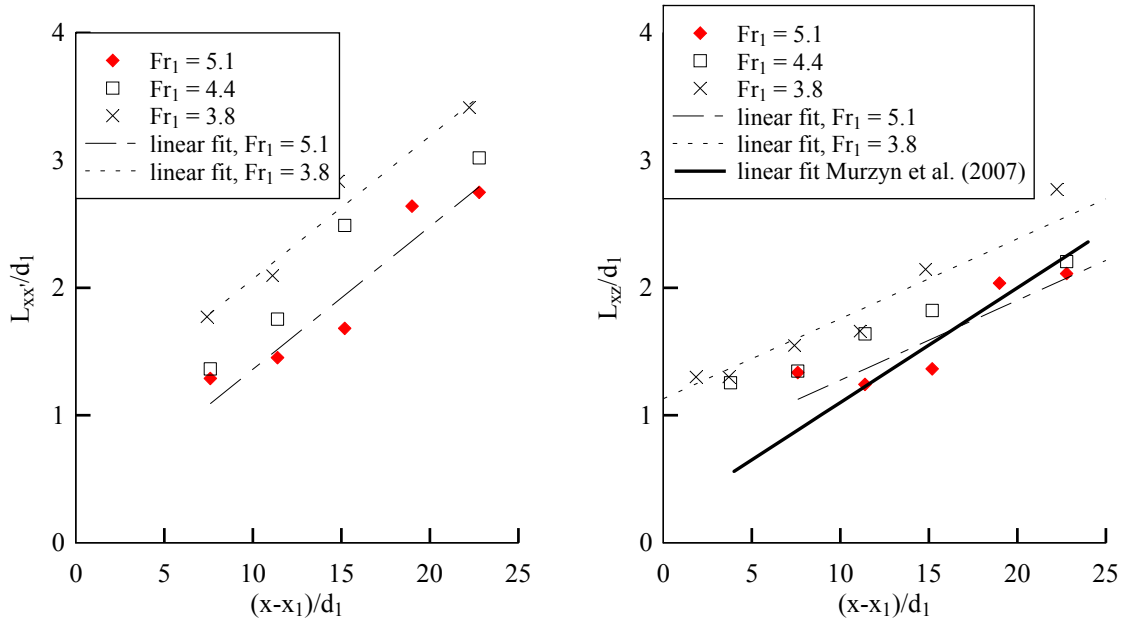 4
3
2
1
0
0
5
10
15
20
25
Lxx'/d1
(x-x1)/d1
Fr1 = 5.1
Fr1 = 4.4
Fr1 = 3.8
linear fit, Fr1 = 5.1
linear fit, Fr1 = 3.8
4
3
2
1
0
0
5
10
15
20
25
Lxz/d1
(x-x1)/d1
Fr1 = 5.1
Fr1 = 4.4
Fr1 = 3.8
linear fit, Fr1 = 5.1
linear fit, Fr1 = 3.8
linear fit Murzyn et al. (2007)